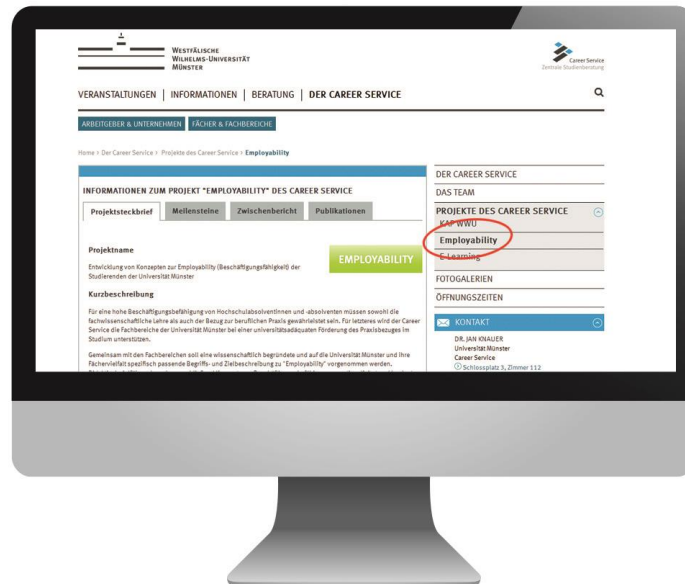 WESTFÄLISCHE
WILHELMS-UNIVERSITÄT
MÜNSTER
Career Service
Zentrale Studienberatung
VERANSTALTUNGEN | INFORMATIONEN | BERATUNG | DER CAREER SERVICE
ARBEITGEBER & UNTERNEHMEN FÄCHER & FACHBEREICHE
Home > Der Career Service > Projekte des Career Service > Employability
INFORMATIONEN ZUM PROJEKT "EMPLOYABILITY" DES CAREER SERVICE
Projektsteckbrief Meilensteine Zwischenbericht Publikationen
Projektname
EMPLOYABILITY
Entwicklung von Konzepten zur Employability (Beschäftigungsfähigkeit) der
Studierenden der Universität Münster
Kurzbeschreibung
Für eine hohe Beschäftigungsbefähigung von Hochschulabsolventinnen und -absolventen müssen sowohl die
fachwissenschaftliche Lehre als auch der Bezug zur beruflichen Praxis gewährleistet sein. Für letzteres wird der Career
Service die Fachbereiche der Universität Münster bei einer universitätsadäquaten Förderung des Praxisbezuges im
Studium unterstützen.
Gemeinsam mit den Fachbereichen soll eine wissenschaftlich begründete und auf die Universität Münster und ihre
Fächervielfalt spezifisch passende Begriffs- und Zielbeschreibung zu "Employability" vorgenommen werden.
DER CAREER SERVICE
DAS TEAM
PROJEKTE DES CAREER SERVICE
KAP WWU
Employability
E-Learning
FOTOGALERIEN
ÖFFNUNGSZEITEN
KONTAKT
DR. JAN KNAUER
Universität Münster
Career Service
Schlossplatz 3, Zimmer 112